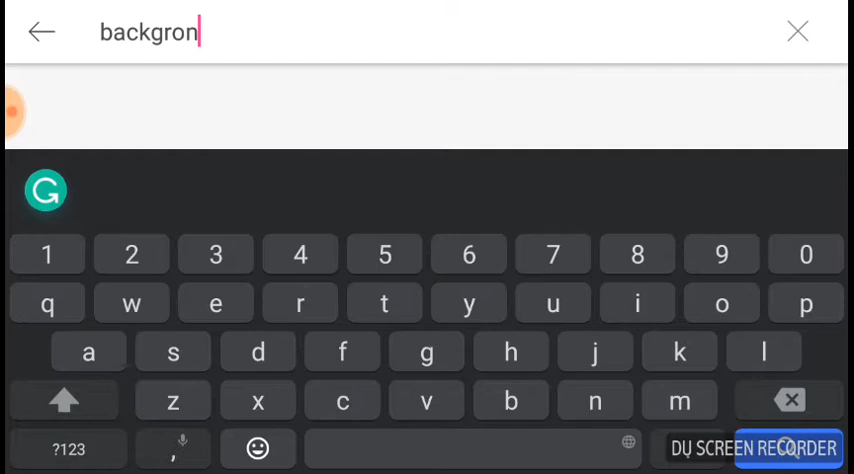 backgron
1 2 3 4 5 6 7 8 9 0
q w e r t y u i o p
a s d f g h j k l
z x c v b n m
?123 , DU SCREEN RECORDER